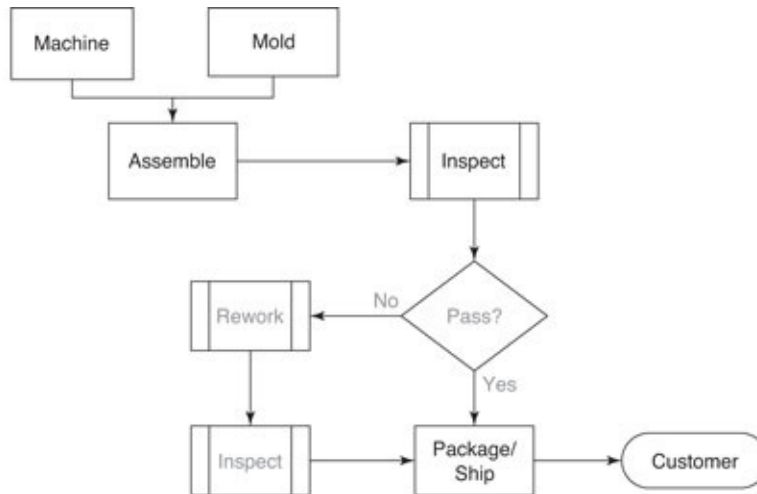 Machine
Mold
Assemble
Inspect
No
Rework
Pass?
Yes
Inspect
Package/
Ship
Customer